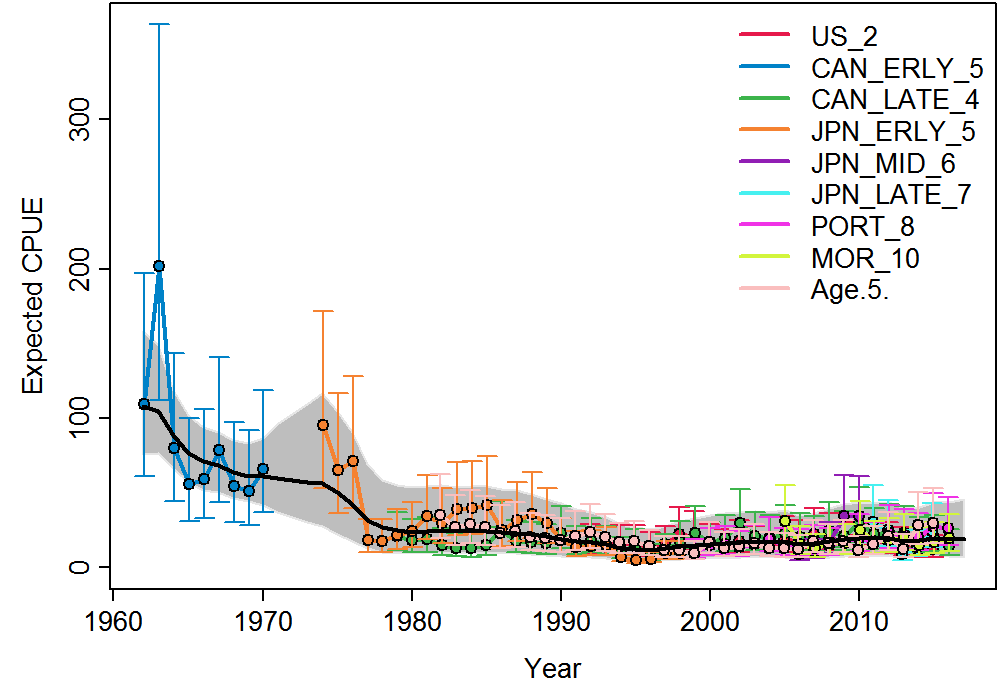 US_2
CAN_ERLY_5
CAN_LATE_4
JPN_ERLY_5
JPN_MID_6
JPN_LATE_7
PORT_8
MOR_10
Age.5.
Expected CPUE
300
200
100
0
1960 1970 1980 1990 2000 2010
Year